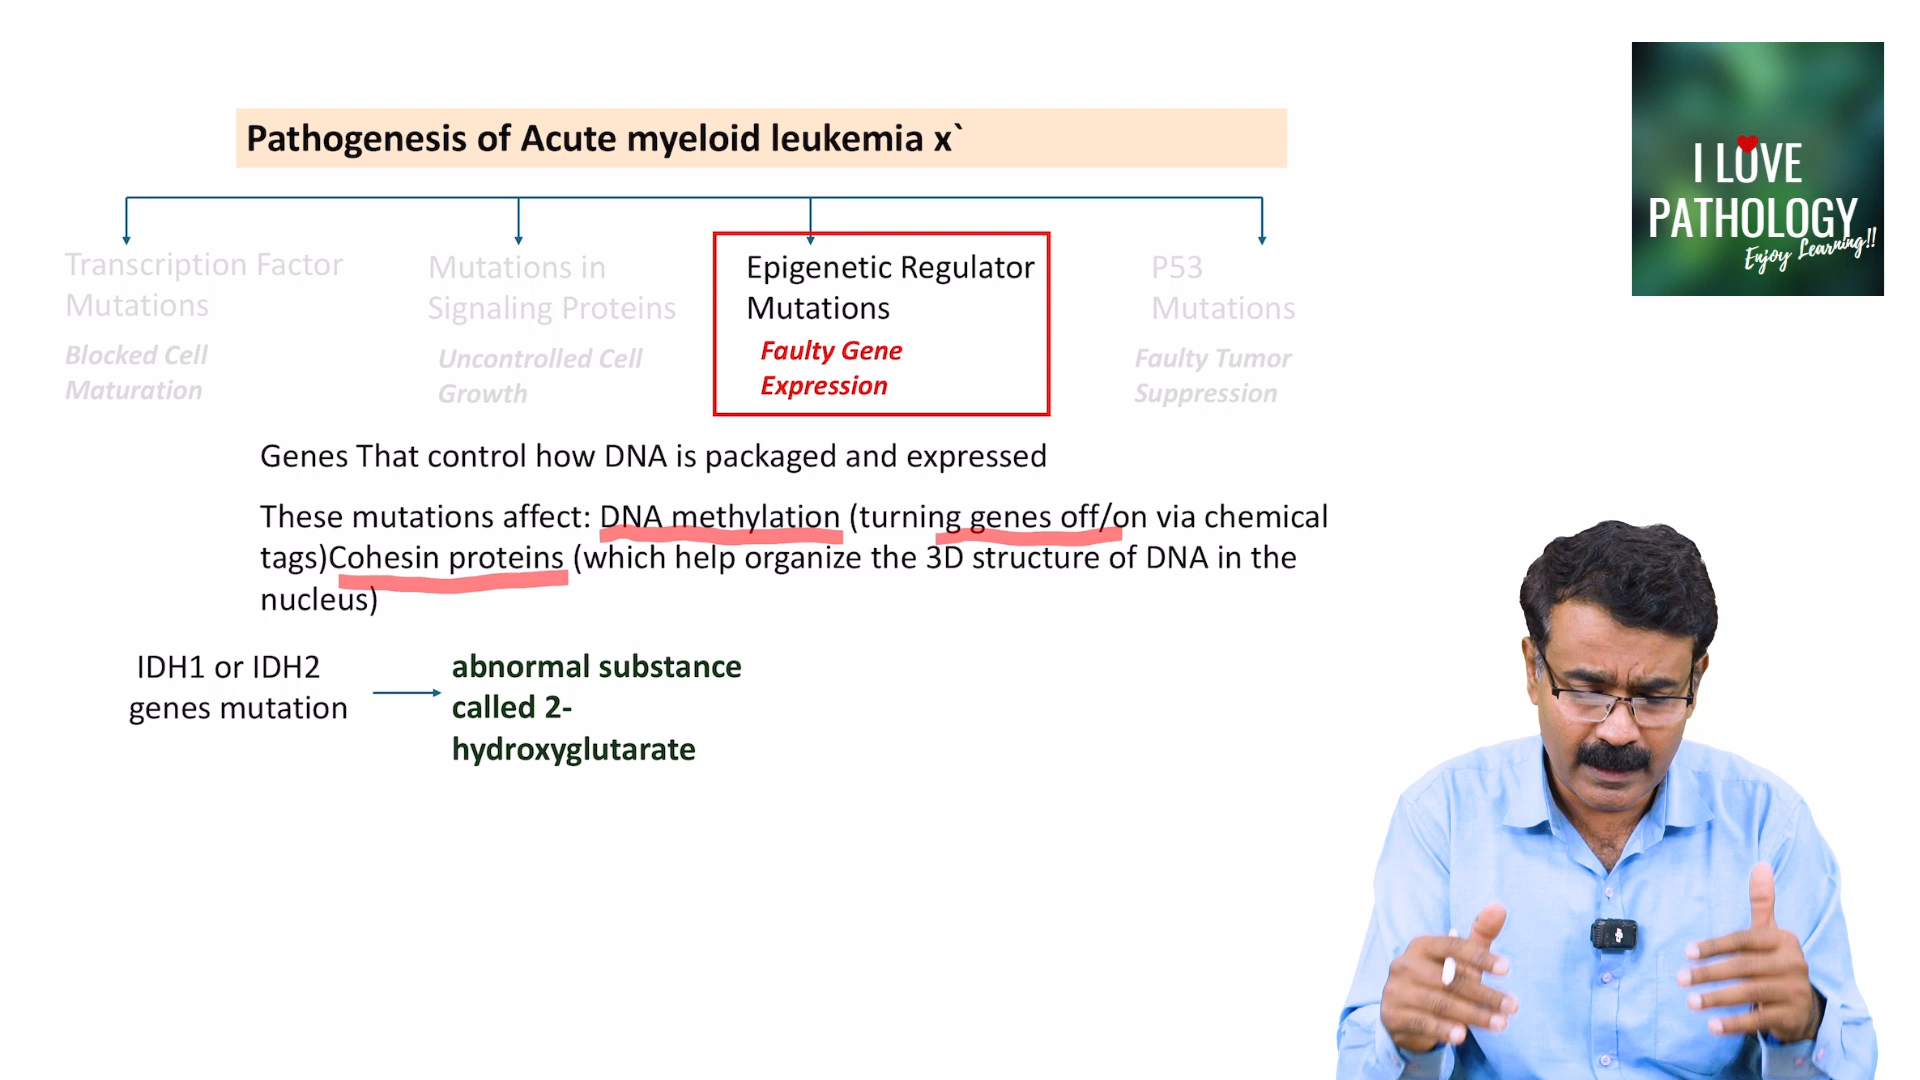 Pathogenesis of Acute myeloid leukemia x`
I LOVE
PATHOLOGY
Enjoy Learning!!
Transcription Factor
Mutations
Blocked Cell
Maturation
Mutations in
Signaling Proteins
Uncontrolled Cell
Growth
Epigenetic Regulator
Mutations
Faulty Gene
Expression
P53
Mutations
Faulty Tumor
Suppression
Genes That control how DNA is packaged and expressed
These mutations affect: DNA methylation (turning genes off/on via chemical
tags)Cohesin proteins (which help organize the 3D structure of DNA in the
nucleus)
IDH1 or IDH2
genes mutation
abnormal substance
called 2-
hydroxyglutarate